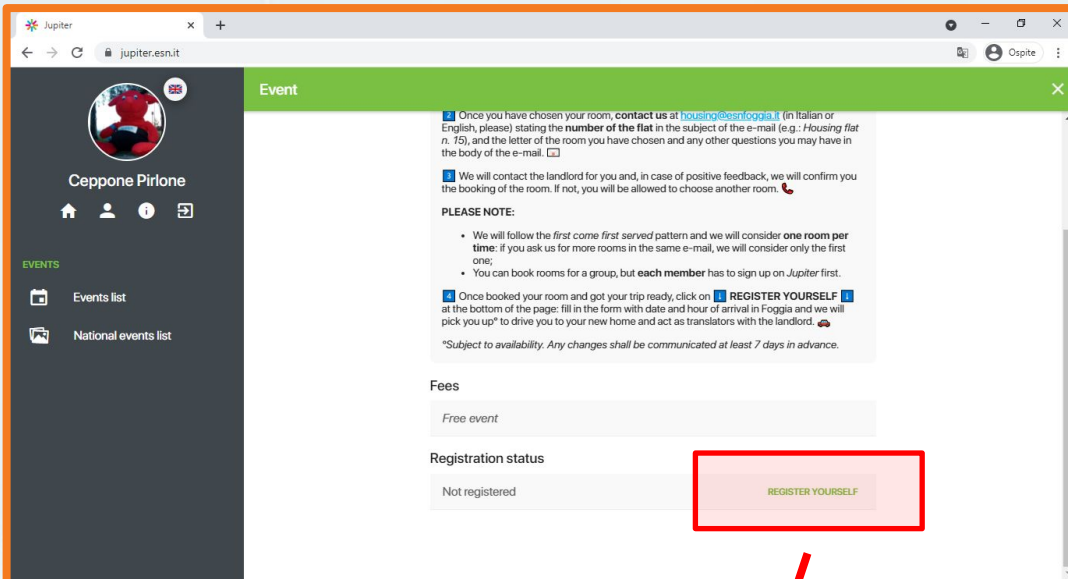 Jupiter
jupiter.esn.it
Ospite
Event
Ceppone Pirlone
EVENTS
Events list
National events list
2 Once you have chosen your room, contact us at housing@esnfoggia.it (in Italian or
English, please) stating the number of the flat in the subject of the e-mail (e.g.: Housing flat
n. 15), and the letter of the room you have chosen and any other questions you may have in
the body of the e-mail.
3 We will contact the landlord for you and, in case of positive feedback, we will confirm you
the booking of the room. If not, you will be allowed to choose another room.
PLEASE NOTE:
• We will follow the first come first served pattern and we will consider one room per
time: if you ask us for more rooms in the same e-mail, we will consider only the first
one;
• You can book rooms for a group, but each member has to sign up on Jupiter first.
4 Once booked your room and got your trip ready, click on REGISTER YOURSELF
at the bottom of the page: fill in the form with date and hour of arrival in Foggia and we will
pick you up° to drive you to your new home and act as translators with the landlord.
°Subject to availability. Any changes shall be communicated at least 7 days in advance.
Fees
Free event
Registration status
Not registered
REGISTER YOURSELF